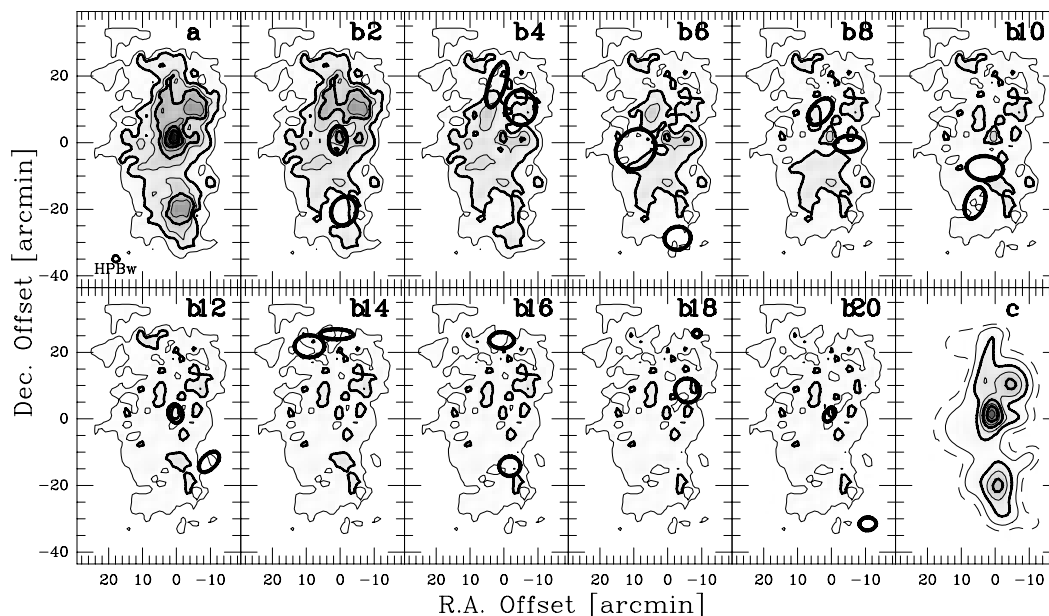 a b2 b4 b6 b8 b10
20
0
−20
−40
HPBw
b12 b14 b16 b18 b20 c
20
0
−20
−40
20 10 0 −10 20 10 0 −10 20 10 0 −10 20 10 0 −10 20 10 0 −10 20 10 0 −10
Dec. Offset [arcmin]
R.A. Offset [arcmin]